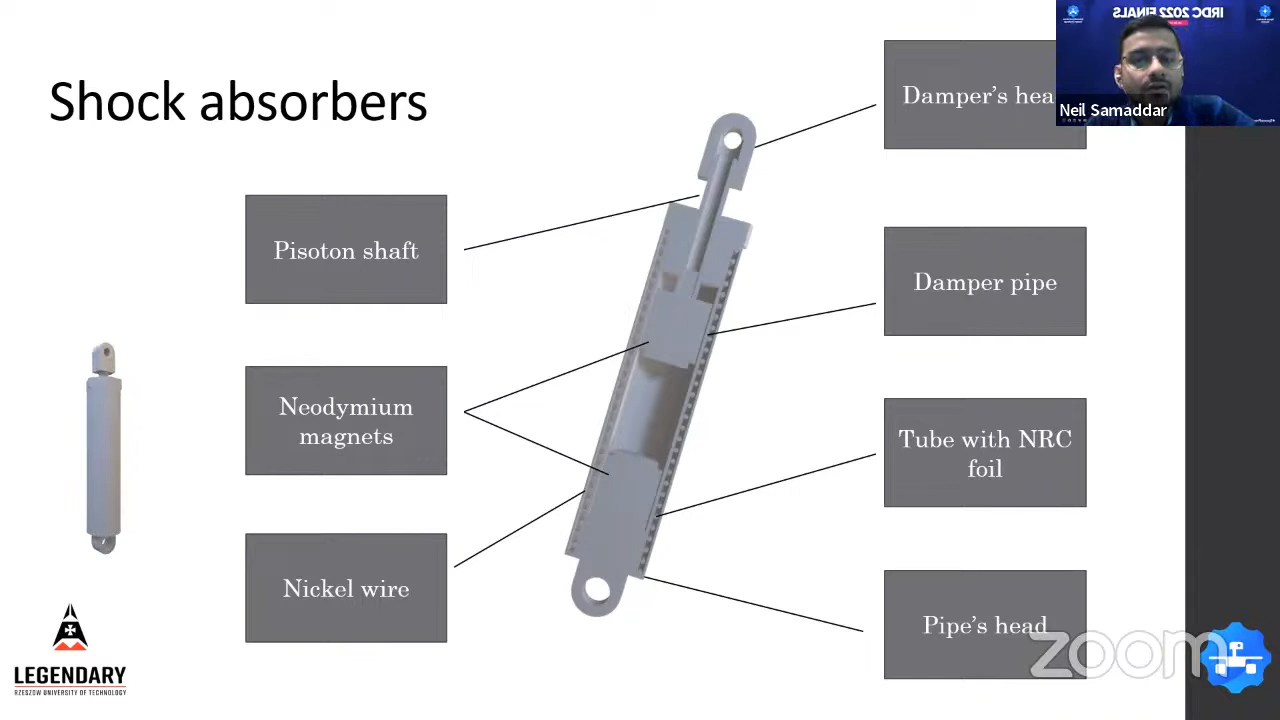 Shock absorbers
Pisoton shaft
Neodymium
magnets
Nickel wire
Damper's hea
Damper pipe
Tube with NRC
foil
Pipe's head
IRDC 2022 FINALS
Neil Samaddar
LEGENDARY
RZESZOW UNIVERSITY OF TECHNOLOGY
zoom